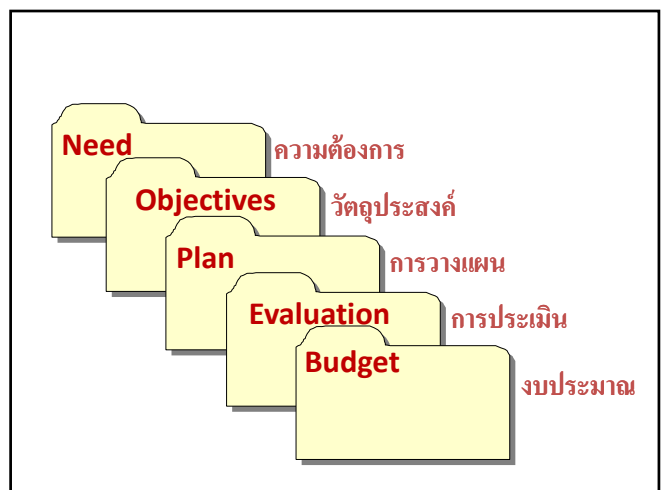 Need
ความต้องการ
Objectives
วัตถุประสงค์
Plan
การวางแผน
Evaluation
การประเมิน
Budget
งบประมาณ